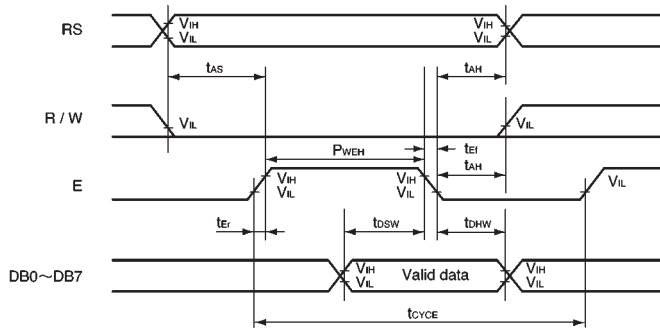 RS
VIH
VIL
VIH
VIL
tAS
tAH
R / W
VIL
VIL
PWEH
tEf
tAH
E
VIH
VIL
VIH
VIL
VIL
tEr
tDSW
tDHW
DB0～DB7
VIH
VIL
Valid data
VIH
VIL
tCYCE